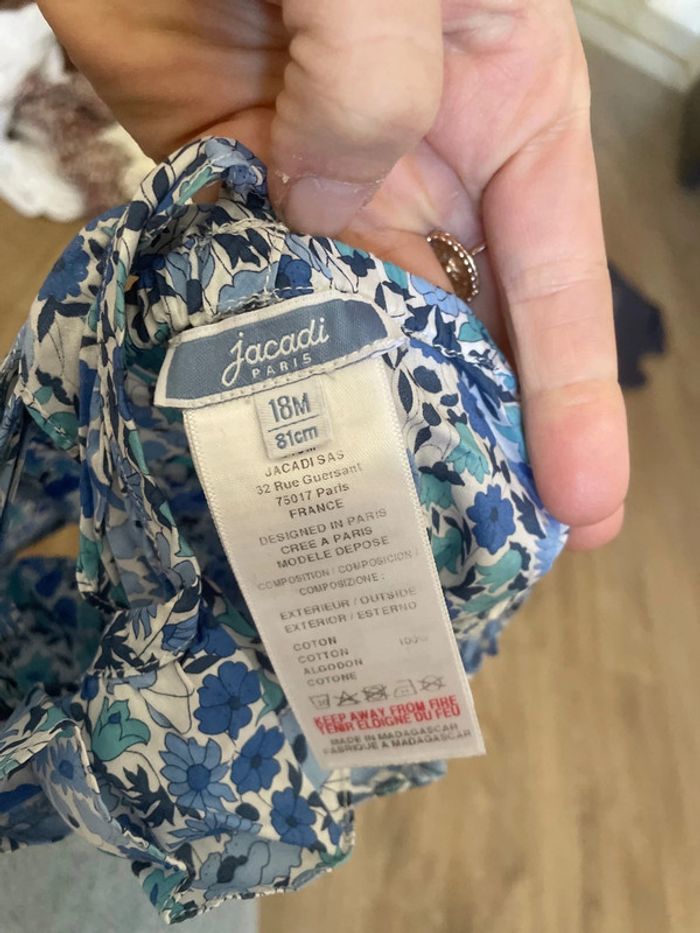 jacadi
PARIS
18M
81cm
JACADI SAS
32 Rue Guersant
75017 Paris
FRANCE
DESIGNED IN PARIS
CREE A PARIS
MODELE DEPOSE
COMPOSITION / COMPOSICION /
COMPOSIZIONE :
EXTERIEUR / OUTSIDE
EXTERIOR / ESTERNO
COTON 100%
COTTON
ALGODON
COTONE
KEEP AWAY FROM FIRE
TENIR ELOIGNE DU FEU
MADE IN MADAGASCAR
FABRIQUE A MADAGASCAR